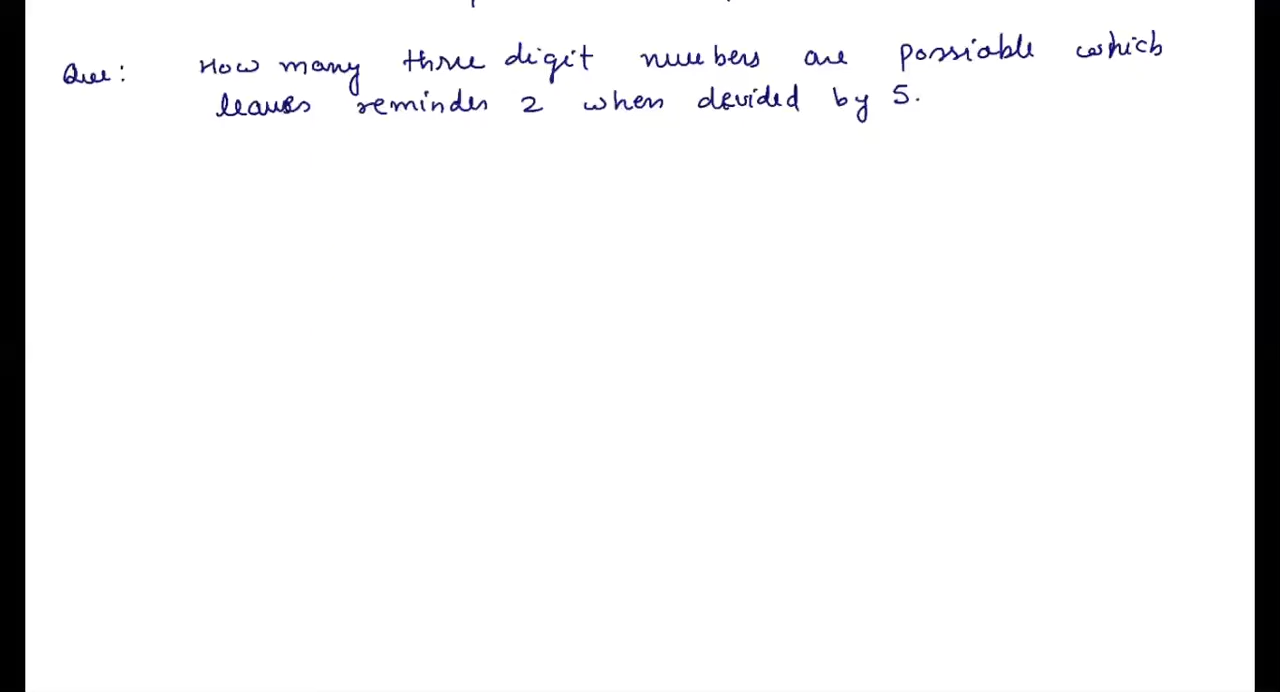 Que: How many three digit numbers are possiable which
leaves reminder 2 when devided by 5.